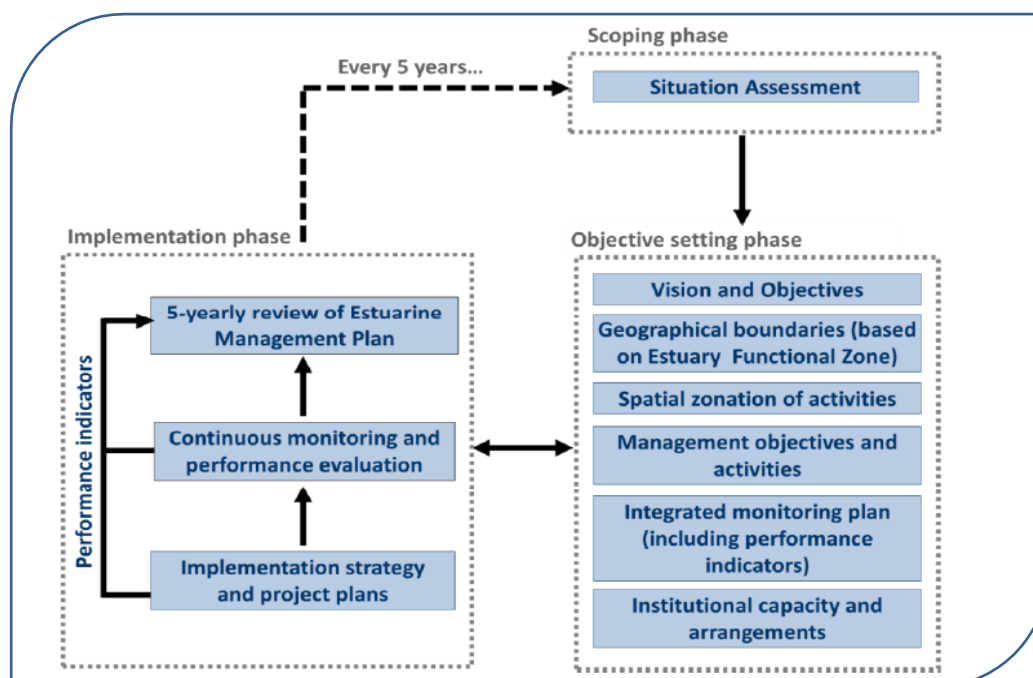 Scoping phase
Every 5 years...
Situation Assessment
Implementation phase
Objective setting phase
5-yearly review of Estuarine
Management Plan
Continuous monitoring and
performance evaluation
Implementation strategy
and project plans
Performance indicators
Vision and Objectives
Geographical boundaries (based
on Estuary Functional Zone)
Spatial zonation of activities
Management objectives and
activities
Integrated monitoring plan
(including performance
indicators)
Institutional capacity and
arrangements